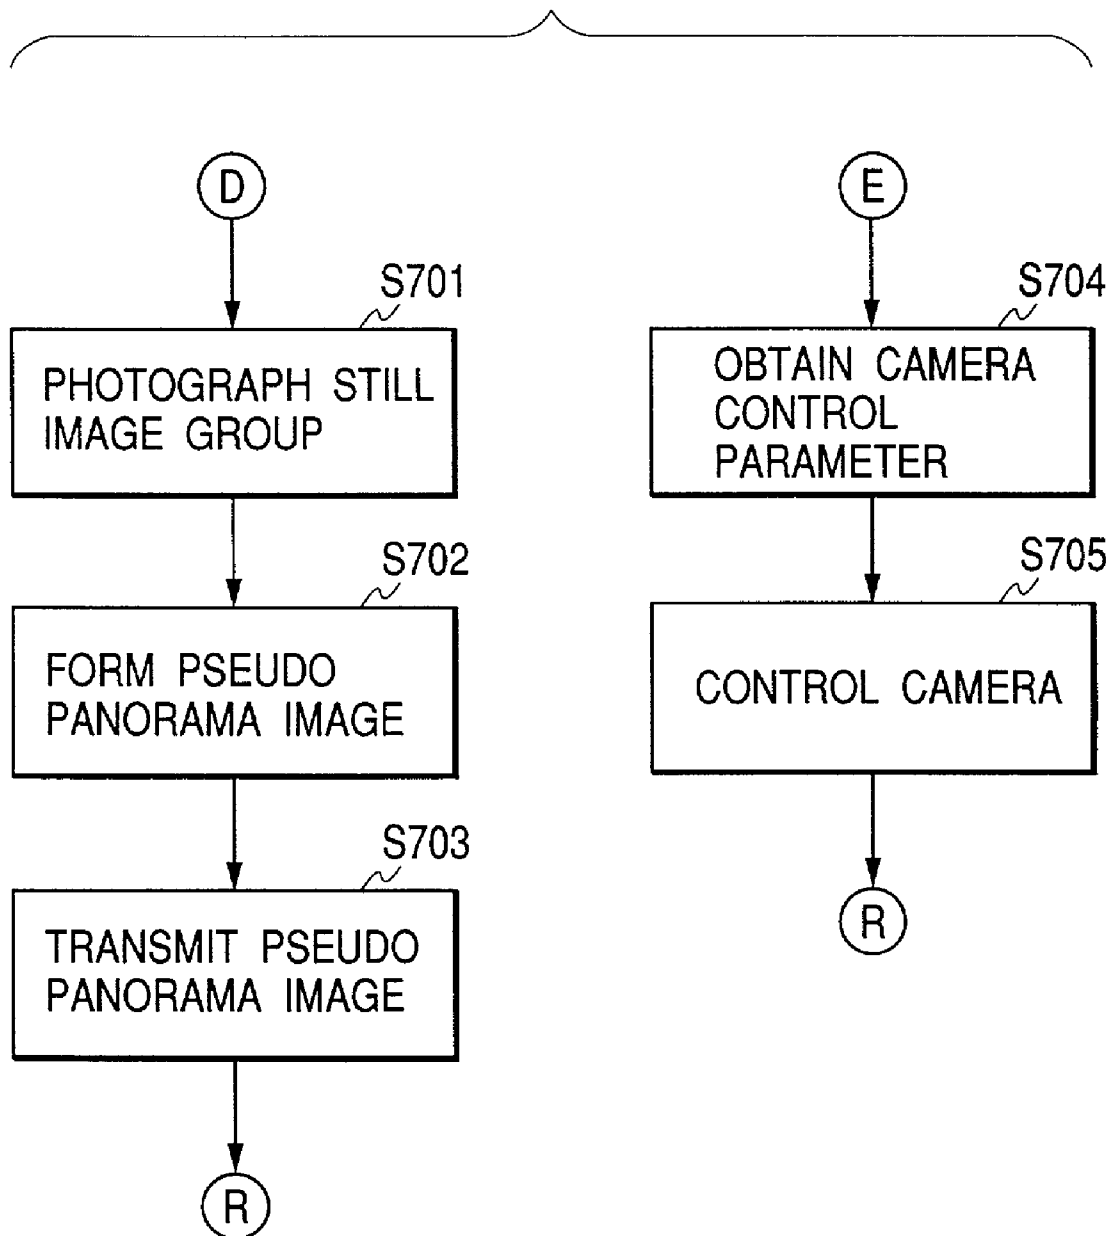 D
S701
PHOTOGRAPH STILL
IMAGE GROUP
S702
FORM PSEUDO
PANORAMA IMAGE
S703
TRANSMIT PSEUDO
PANORAMA IMAGE
R
E
S704
OBTAIN CAMERA
CONTROL
PARAMETER
S705
CONTROL CAMERA
R